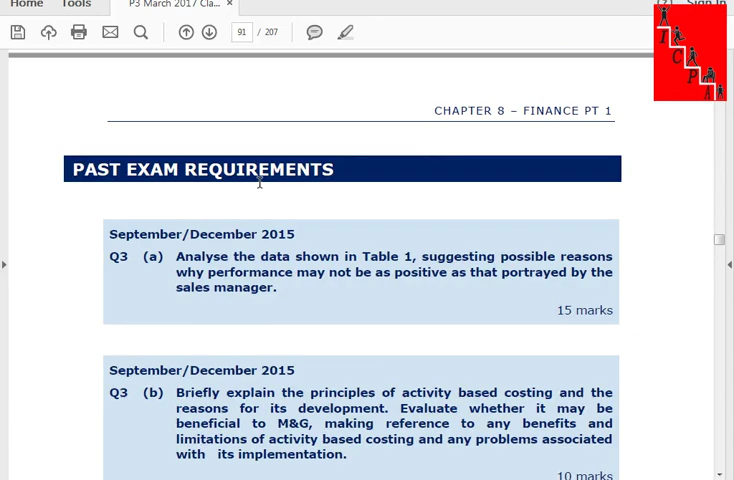 Home Tools P3 March 2017 Cla... ×
Sign In
91 / 207
I
C
P
A
CHAPTER 8 – FINANCE PT 1
PAST EXAM REQUIREMENTS
September/December 2015
Q3 (a) Analyse the data shown in Table 1, suggesting possible reasons
why performance may not be as positive as that portrayed by the
sales manager.
15 marks
September/December 2015
Q3 (b) Briefly explain the principles of activity based costing and the
reasons for its development. Evaluate whether it may be
beneficial to M&G, making reference to any benefits and
limitations of activity based costing and any problems associated
with its implementation.
10 marks